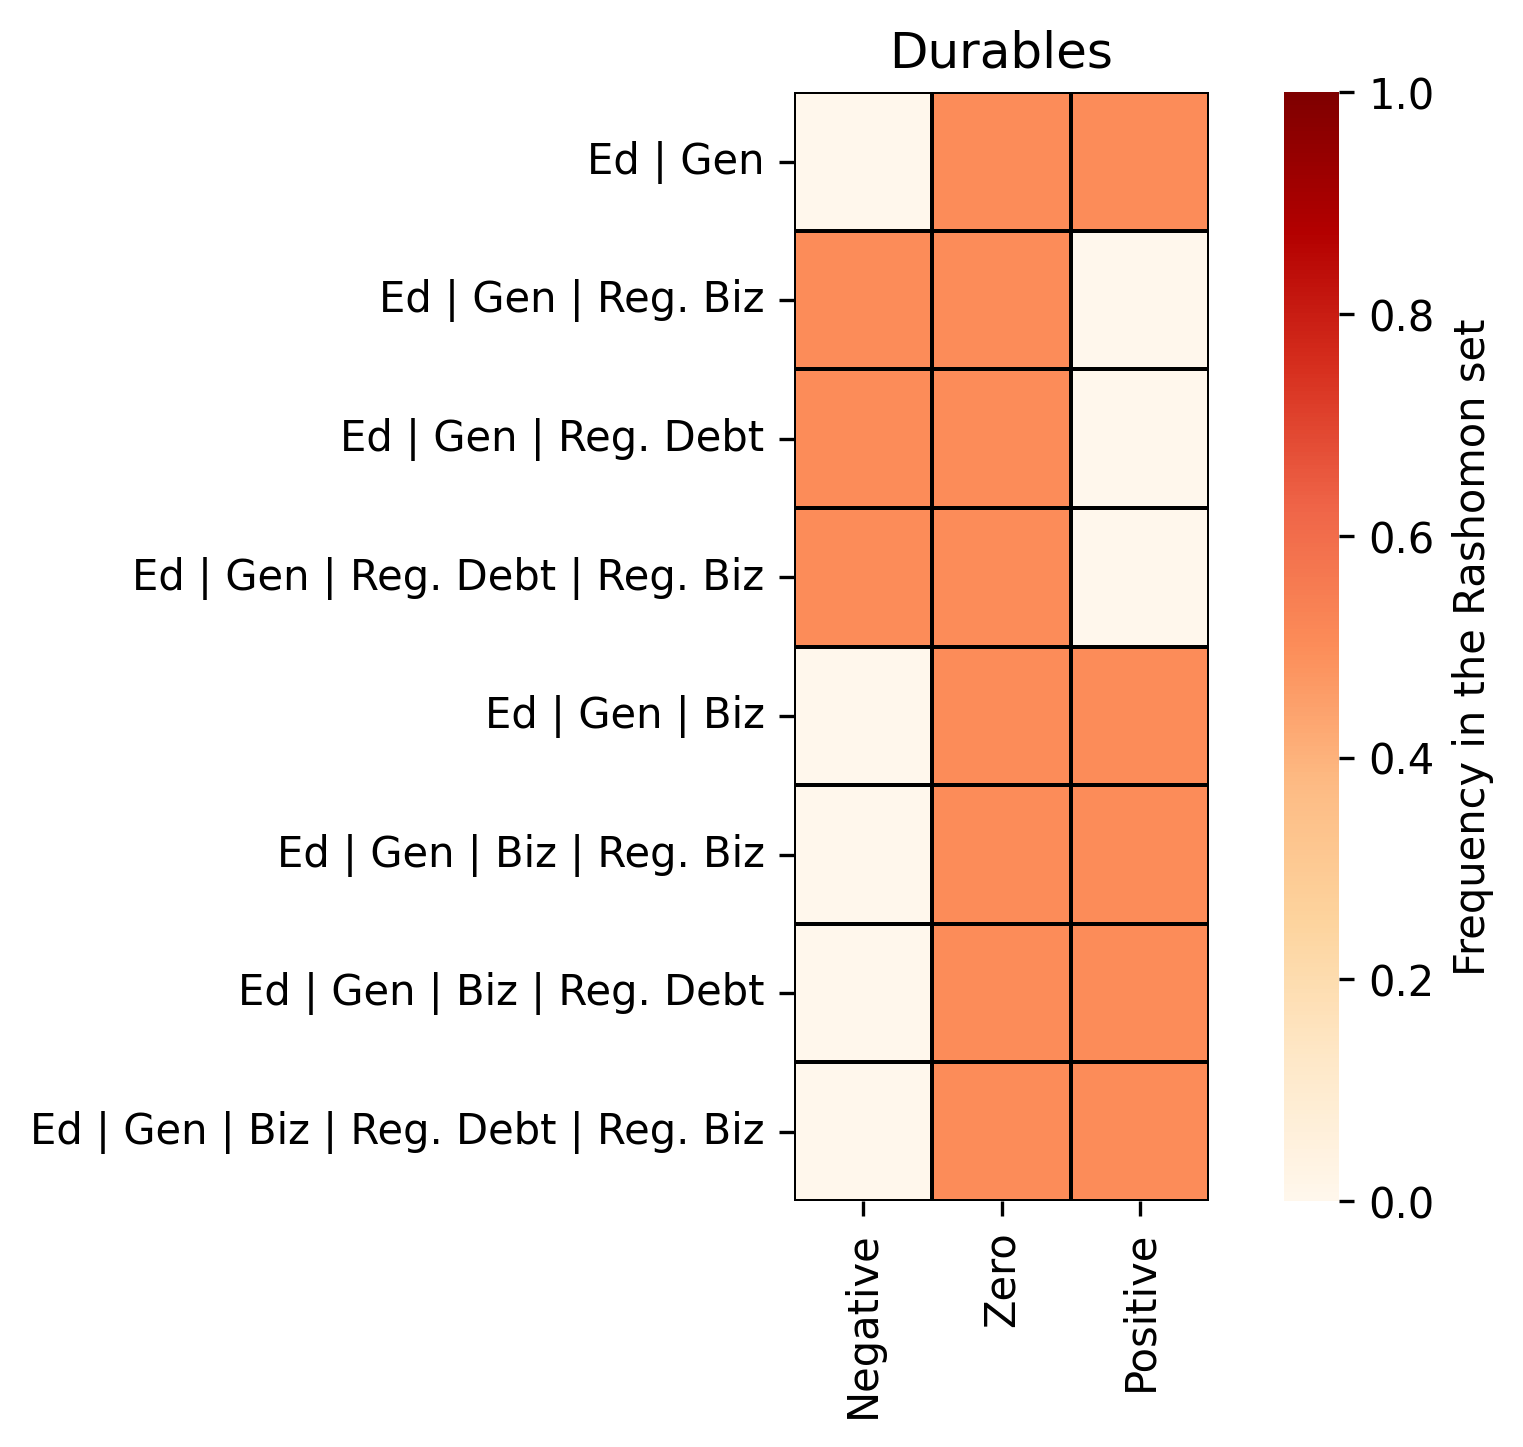 Durables
Ed | Gen
Ed | Gen | Reg. Biz
Ed | Gen | Reg. Debt
Ed | Gen | Reg. Debt | Reg. Biz
Ed | Gen | Biz
Ed | Gen | Biz | Reg. Biz
Ed | Gen | Biz | Reg. Debt
Ed | Gen | Biz | Reg. Debt | Reg. Biz
Negative
Zero
Positive
1.0
0.8
0.6
0.4
0.2
0.0
Frequency in the Rashomon set